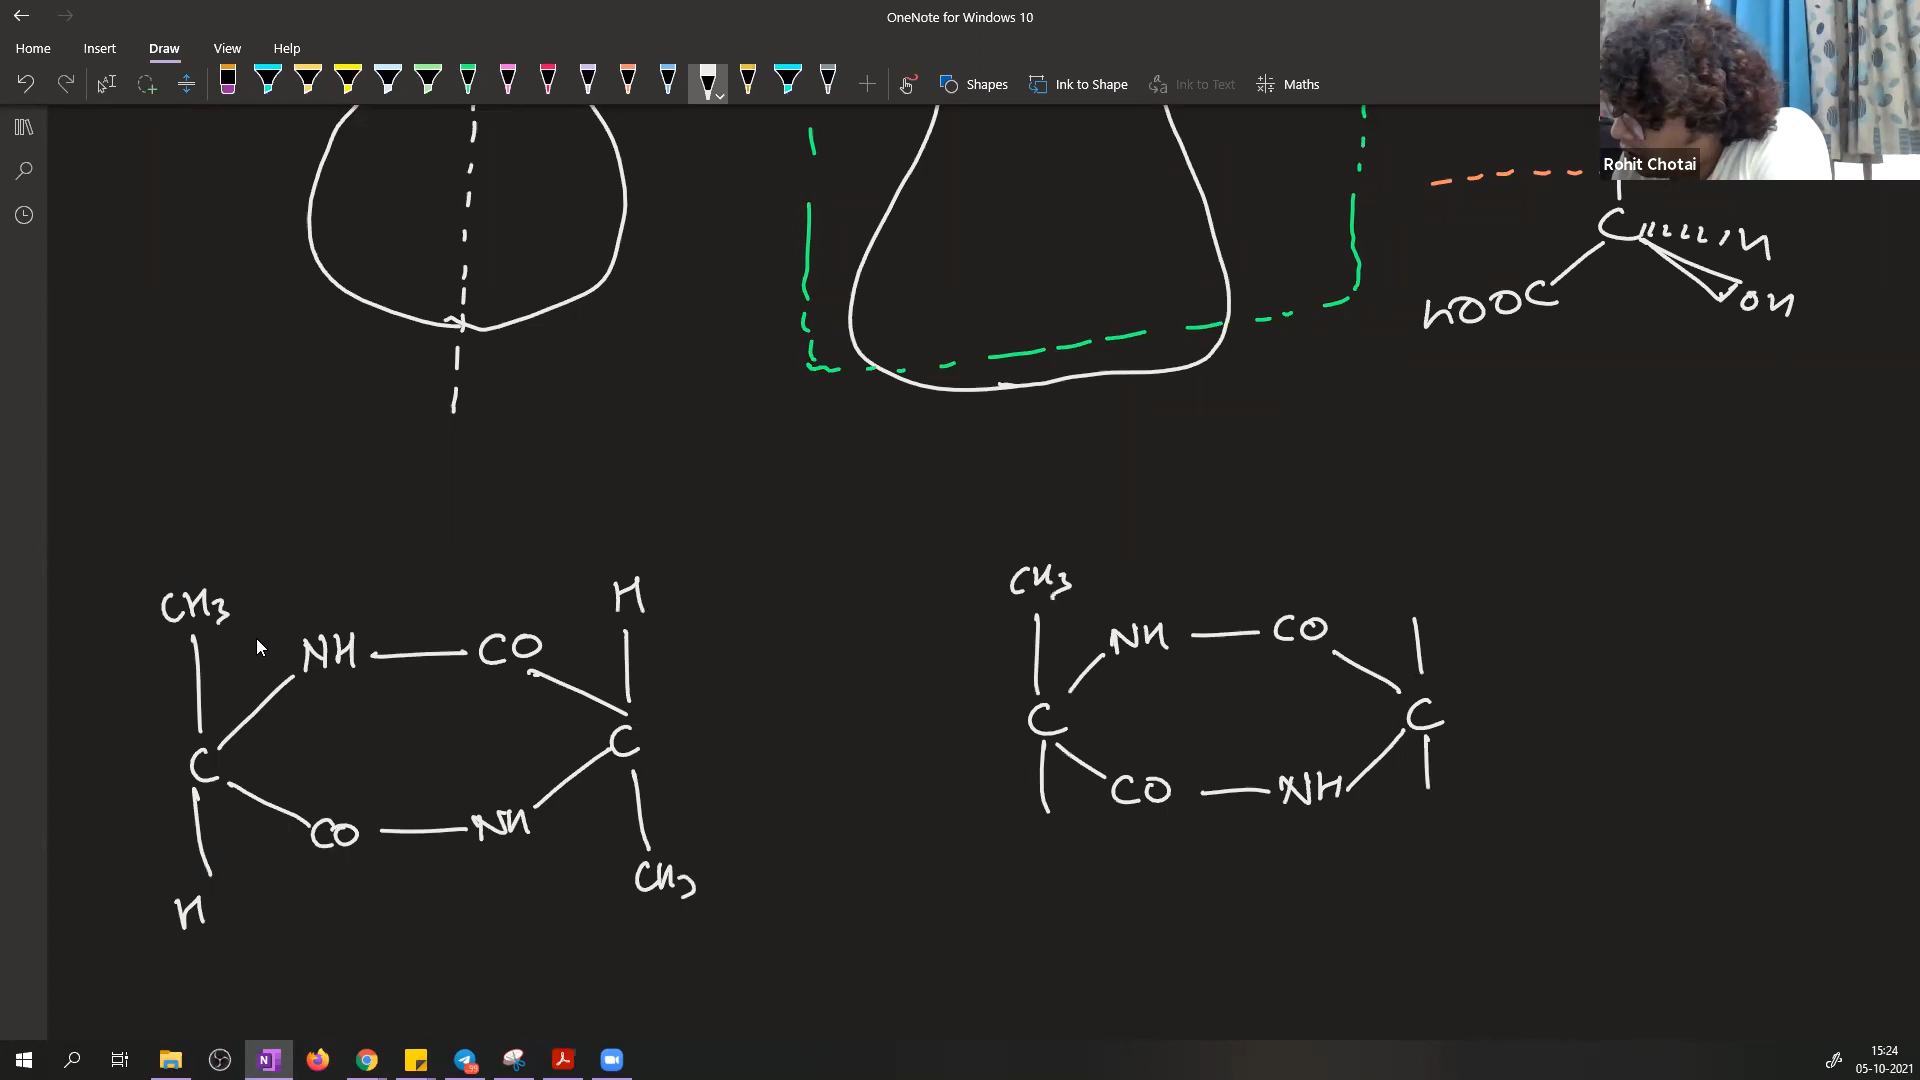 OneNote for Windows 10
Home Insert Draw View Help
Shapes Ink to Shape Ink to Text Maths
Rohit Chotai
C H
HOOC OH
CH3 H
NH CO
C C
CO NH
H CH3
CH3
NH CO
C C
CO NH
99
15:24
05-10-2021